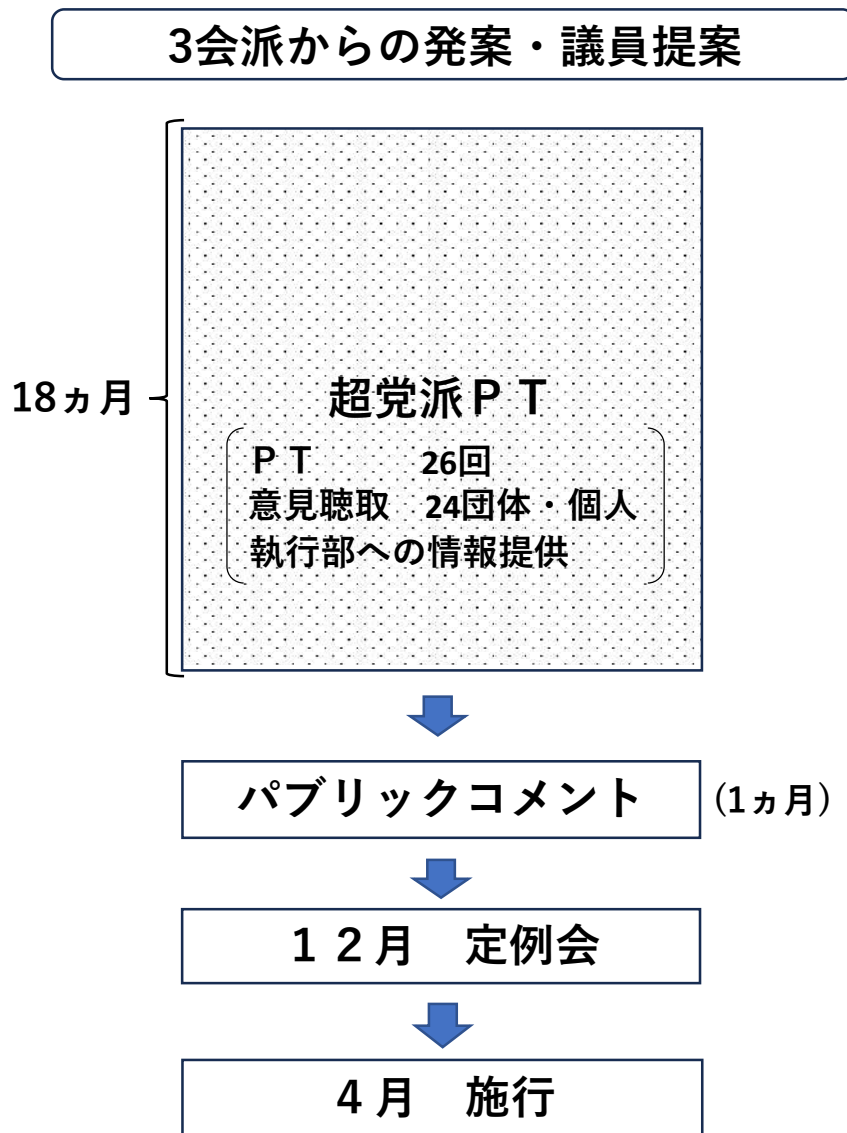 3会派からの発案・議員提案
18ヵ月
超党派ＰＴ
ＰＴ　26回
意見聴取　24団体・個人
執行部への情報提供
パブリックコメント (1ヵ月)
１２月　定例会
４月　施行